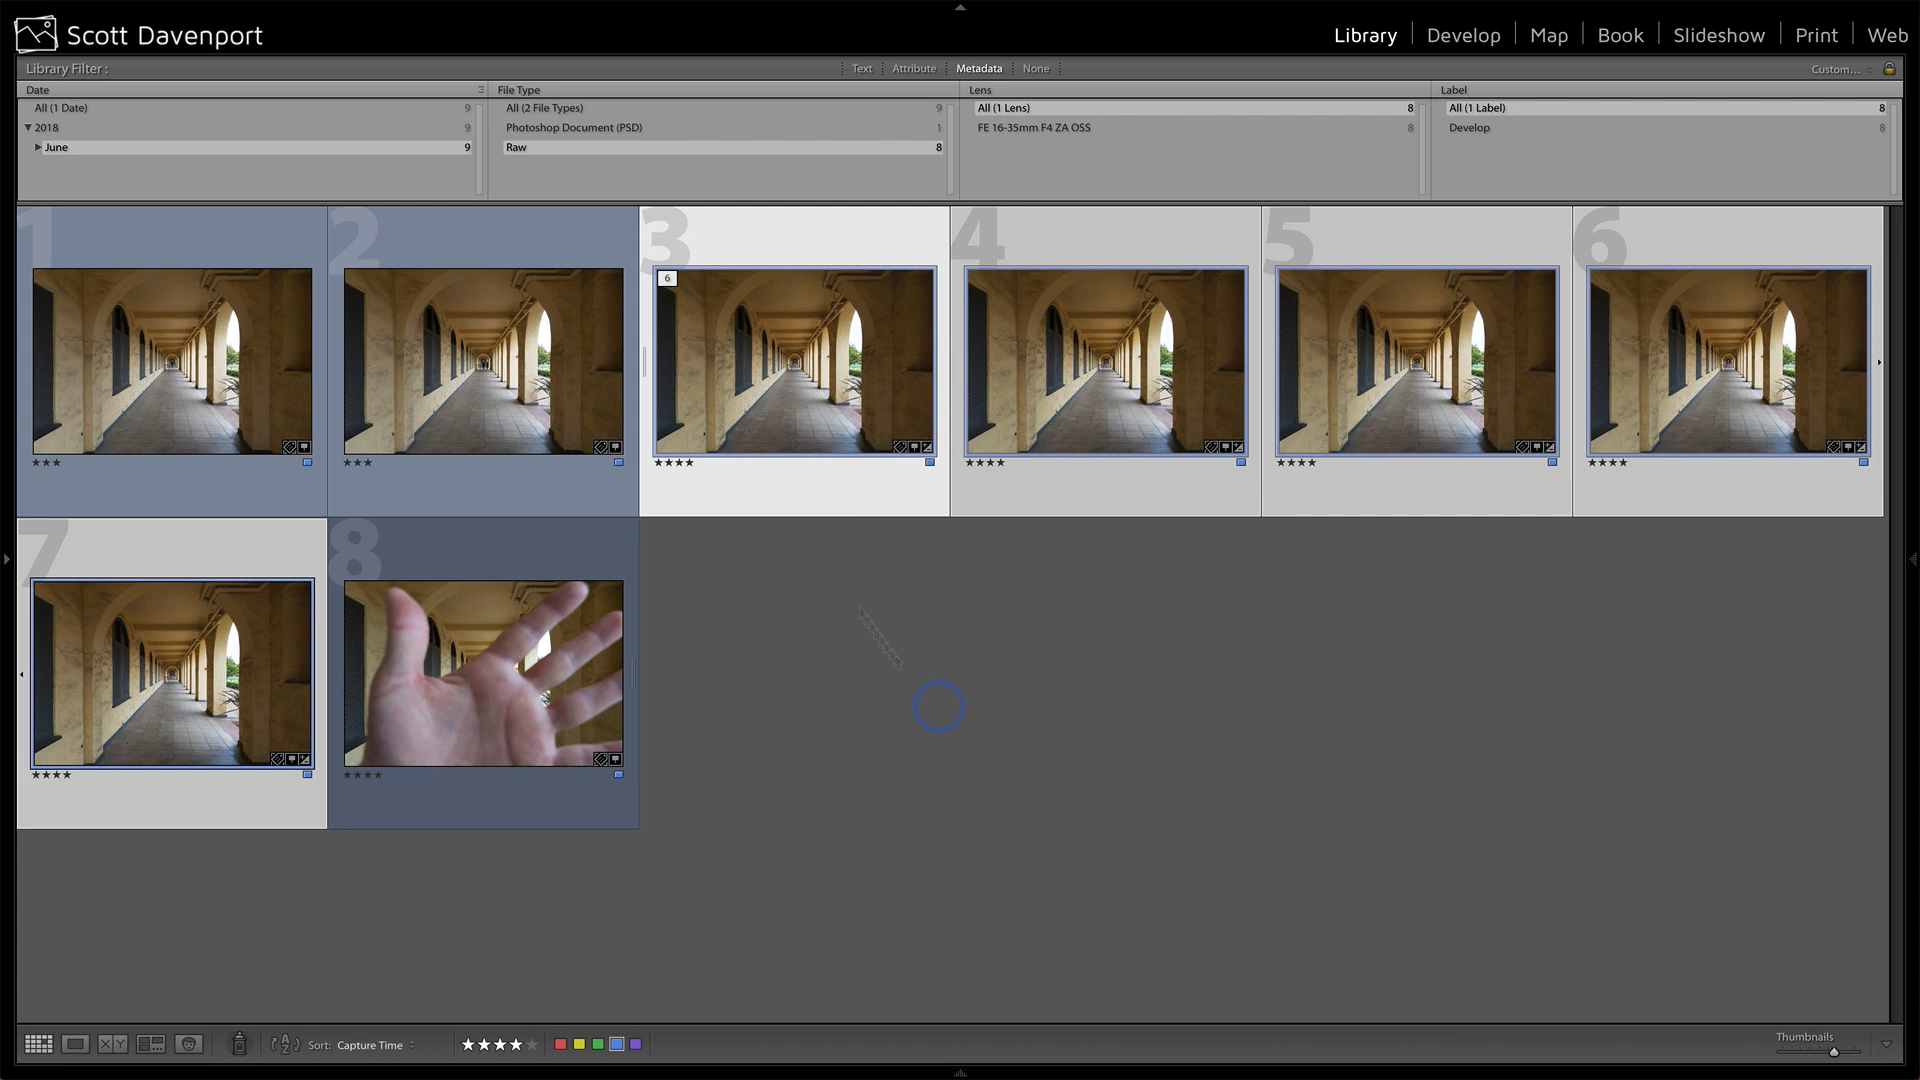 Scott Davenport
Library Develop Map Book Slideshow Print Web
Library Filter : Text Attribute Metadata None Custom...
Date File Type Lens Label
All (1 Date) 9 All (2 File Types) 9 All (1 Lens) 8 All (1 Label) 8
2018 9 Photoshop Document (PSD) 1 FE 16-35mm F4 ZA OSS 8 Develop 8
June 9 Raw 8
1 2 3 4 5 6
6
7 8
Sort: Capture Time
Thumbnails